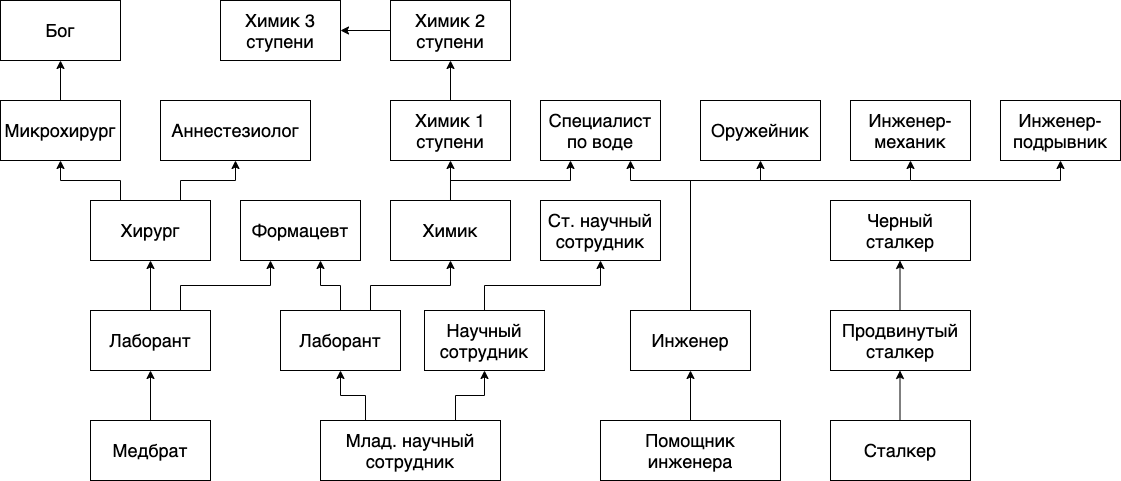 Бог
Химик 3
ступени
Химик 2
ступени
Микрохирург
Аннестезиолог
Химик 1
ступени
Специалист
по воде
Оружейник
Инженер-
механик
Инженер-
подрывник
Хирург
Формацевт
Химик
Ст. научный
сотрудник
Черный
сталкер
Лаборант
Лаборант
Научный
сотрудник
Инженер
Продвинутый
сталкер
Медбрат
Млад. научный
сотрудник
Помощник
инженера
Сталкер